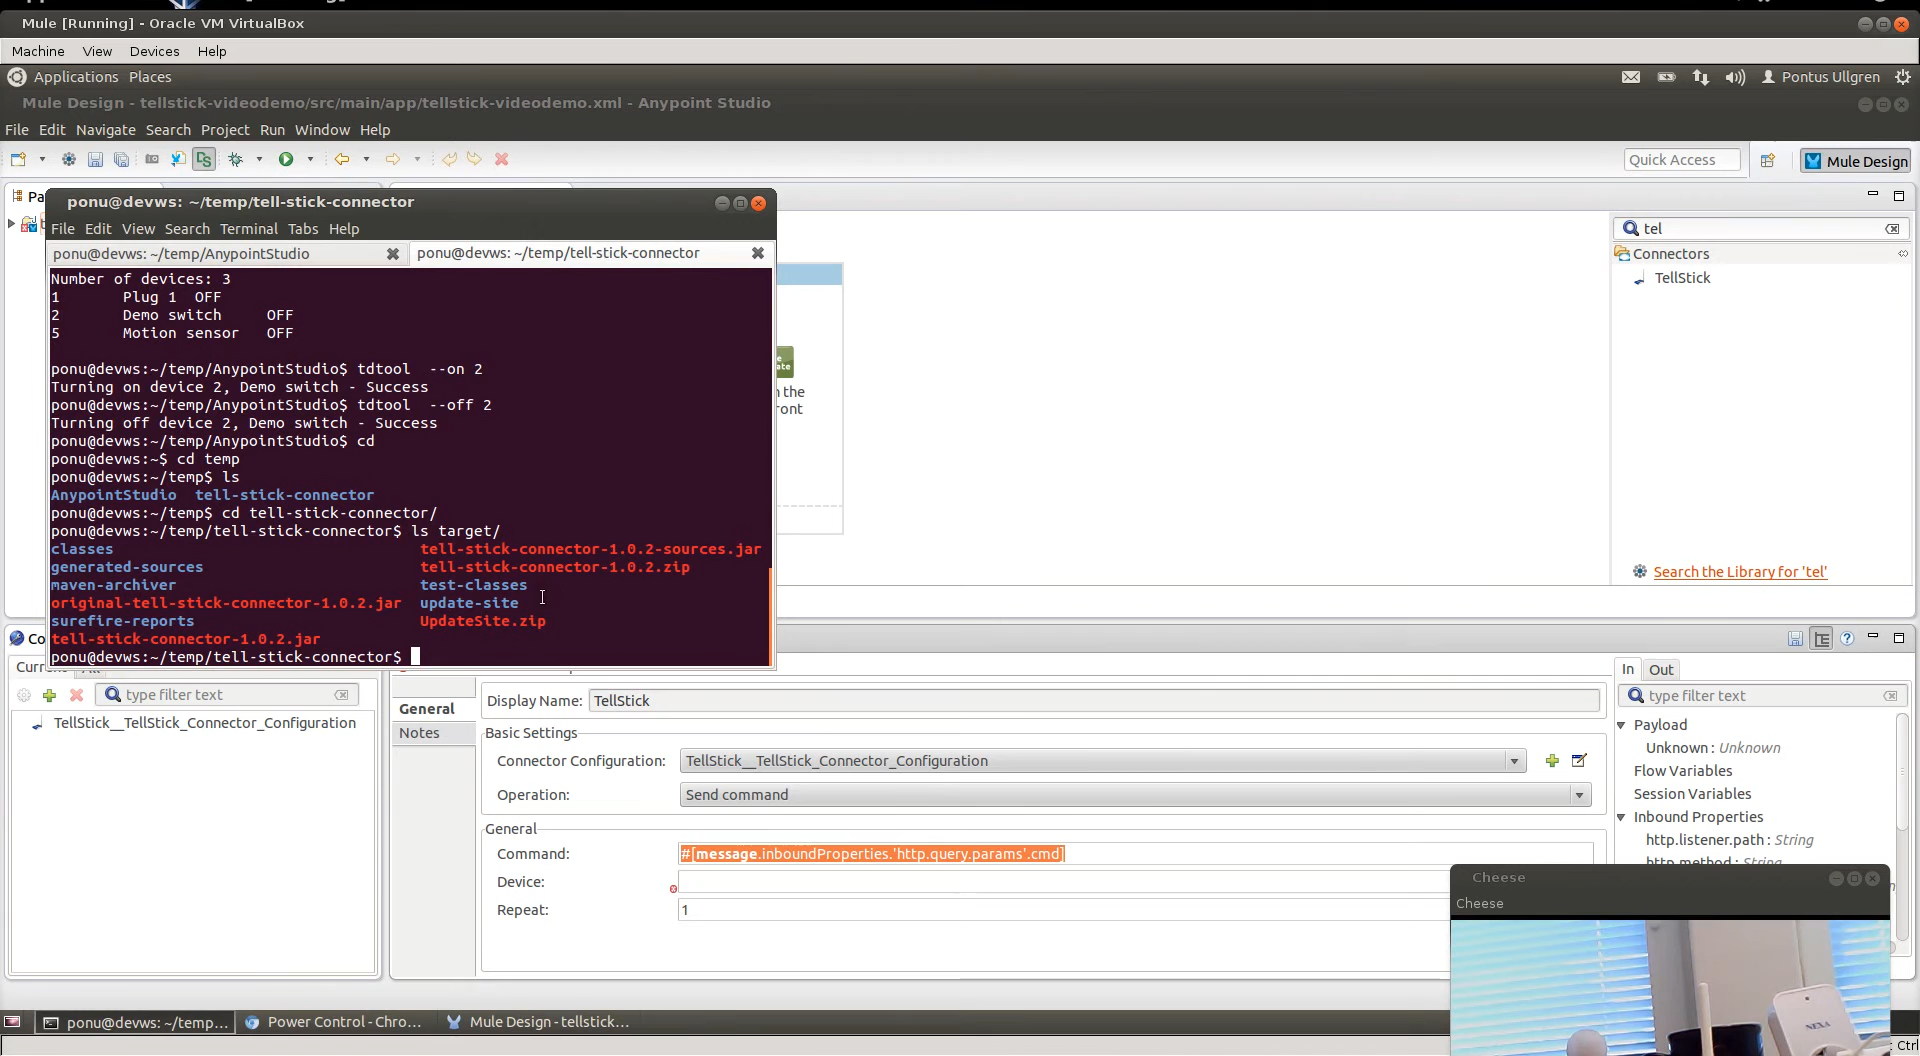 Mule [Running] - Oracle VM VirtualBox
Machine View Devices Help
Applications Places
Pontus Ullgren
Mule Design - tellstick-videodemo/src/main/app/tellstick-videodemo.xml - Anypoint Studio
File Edit Navigate Search Project Run Window Help
Quick Access
Mule Design
Pa
ponu@devws: ~/temp/tell-stick-connector
File Edit View Search Terminal Tabs Help
ponu@devws: ~/temp/AnypointStudio
ponu@devws: ~/temp/tell-stick-connector
Number of devices: 3
1 Plug 1 OFF
2 Demo switch OFF
5 Motion sensor OFF
ponu@devws:~/temp/AnypointStudio$ tdtool --on 2
Turning on device 2, Demo switch - Success
ponu@devws:~/temp/AnypointStudio$ tdtool --off 2
Turning off device 2, Demo switch - Success
ponu@devws:~/temp/AnypointStudio$ cd
ponu@devws:~$ cd temp
ponu@devws:~/temp$ ls
AnypointStudio tell-stick-connector
ponu@devws:~/temp$ cd tell-stick-connector/
ponu@devws:~/temp/tell-stick-connector$ ls target/
classes tell-stick-connector-1.0.2-sources.jar
generated-sources tell-stick-connector-1.0.2.zip
maven-archiver test-classes
original-tell-stick-connector-1.0.2.jar update-site
surefire-reports UpdateSite.zip
tell-stick-connector-1.0.2.jar
ponu@devws:~/temp/tell-stick-connector$
the
ront
tel
Connectors
TellStick
Search the Library for 'tel'
Co
type filter text
TellStick__TellStick_Connector_Configuration
General
Notes
Display Name: TellStick
Basic Settings
Connector Configuration: TellStick__TellStick_Connector_Configuration
Operation: Send command
General
Command: #[message.inboundProperties.'http.query.params'.cmd]
Device:
Repeat: 1
In Out
type filter text
Payload
Unknown : Unknown
Flow Variables
Session Variables
Inbound Properties
http.listener.path : String
http.method : String
Cheese
Cheese
NEXA
ponu@devws: ~/temp...
Power Control - Chro...
Mule Design - tellstick...
Ctrl